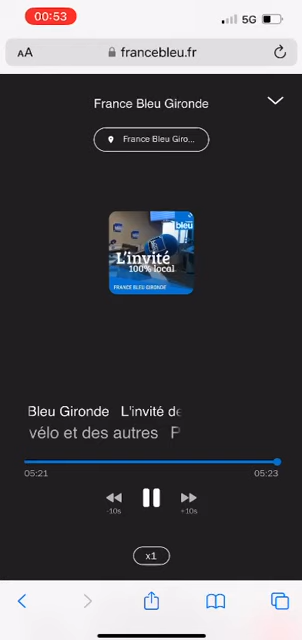 00:53
5G
AA
francebleu.fr
France Bleu Gironde
France Bleu Giro...
bleu
L'invité
100% local
FRANCE BLEU GIRONDE
Bleu Gironde L'invité de
vélo et des autres P
05:21
05:23
-10s
+10s
x1